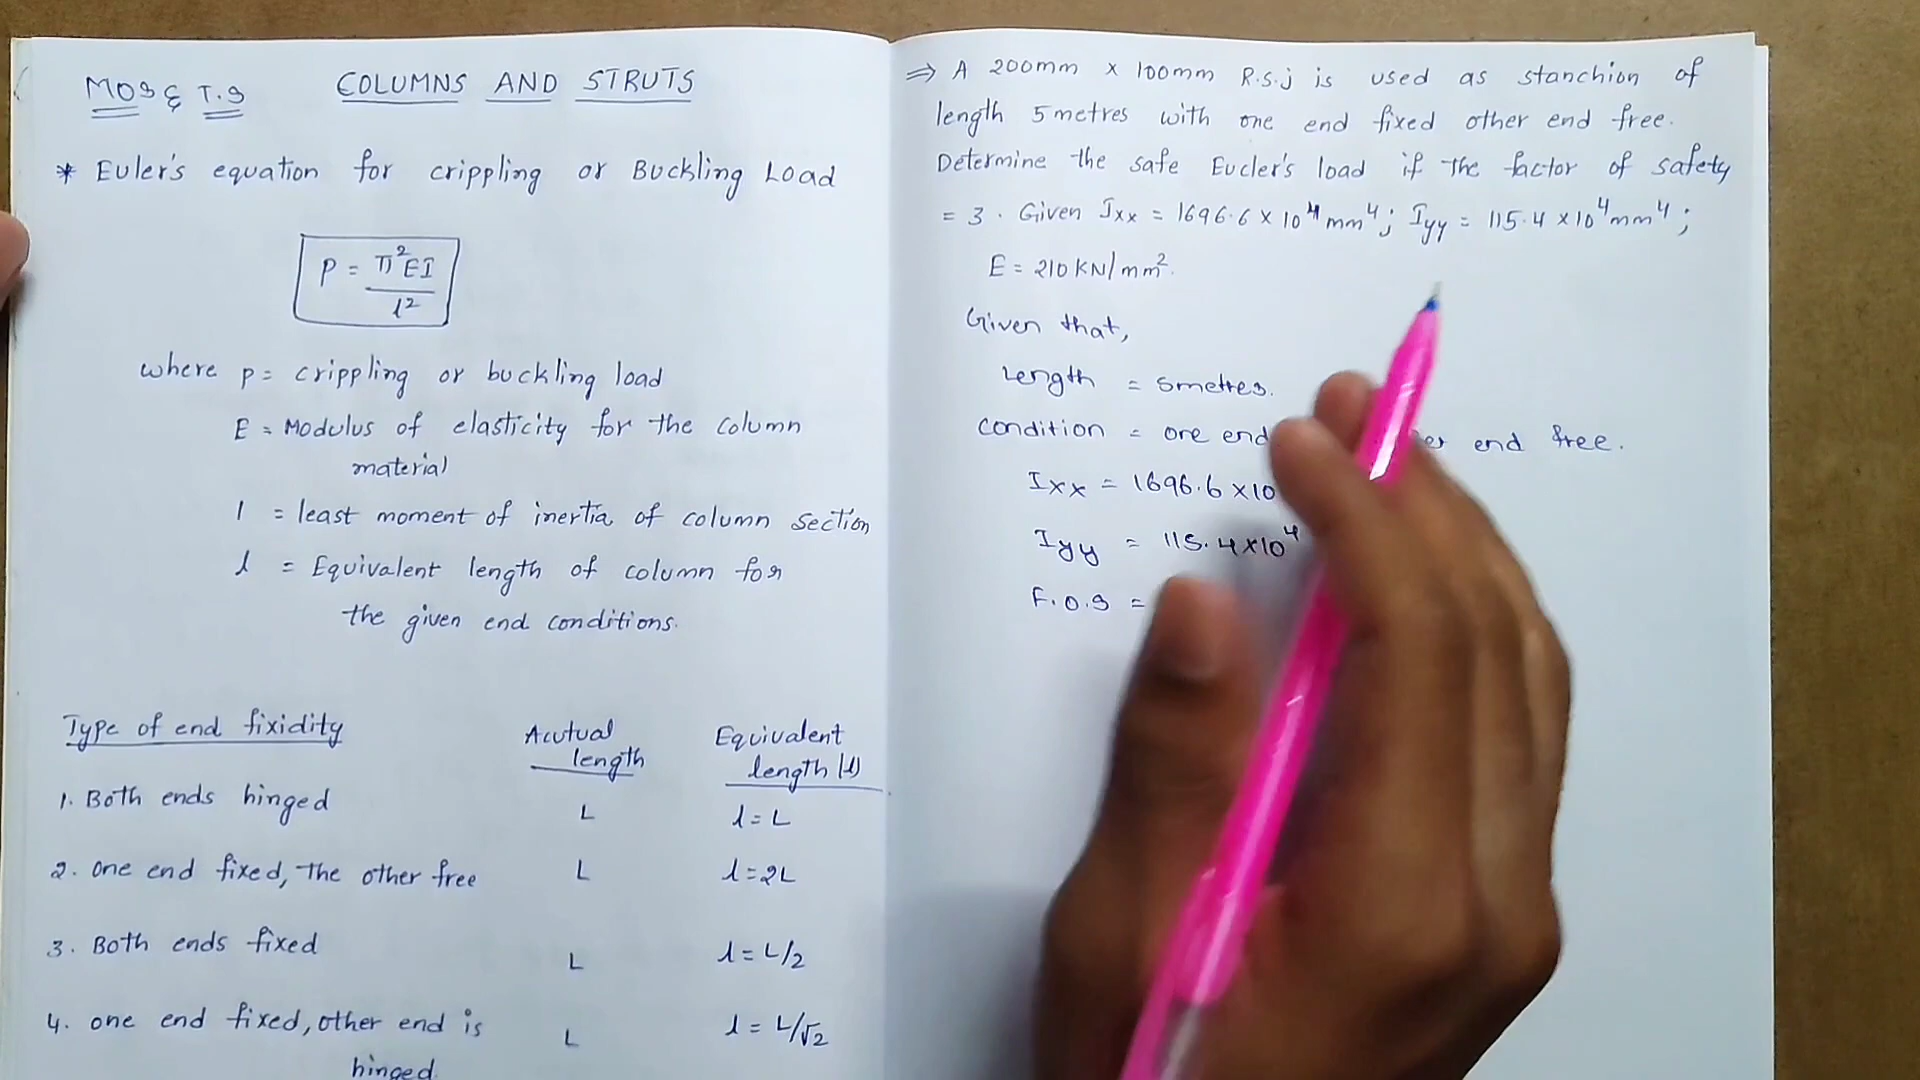 MOS & T.S
COLUMNS AND STRUTS
* Euler's equation for crippling or Buckling Load
P = π²EI / l²
where p = crippling or buckling load
E = Modulus of elasticity for the column
material
I = least moment of inertia of column section
l = Equivalent length of column for
the given end conditions.
Type of end fixidity
Acutual length
Equivalent length (l)
1. Both ends hinged L l = L
2. one end fixed, The other free L l = 2L
3. Both ends fixed L l = L/2
4. one end fixed, other end is L l = L/√2
hinged
⇒ A 200mm x 100mm R.s.j is used as stanchion of
length 5 metres with one end fixed other end free.
Determine the safe Eucler's load if the factor of safety
= 3. Given Ixx = 1696.6 x 10⁴ mm⁴; Iyy = 115.4 x 10⁴ mm⁴;
E = 210 KN/mm².
Given that,
Length = 5metres.
Condition = one end end free.
Ixx = 1696.6 x 10
Iyy = 115.4 x 10⁴
F.O.S =